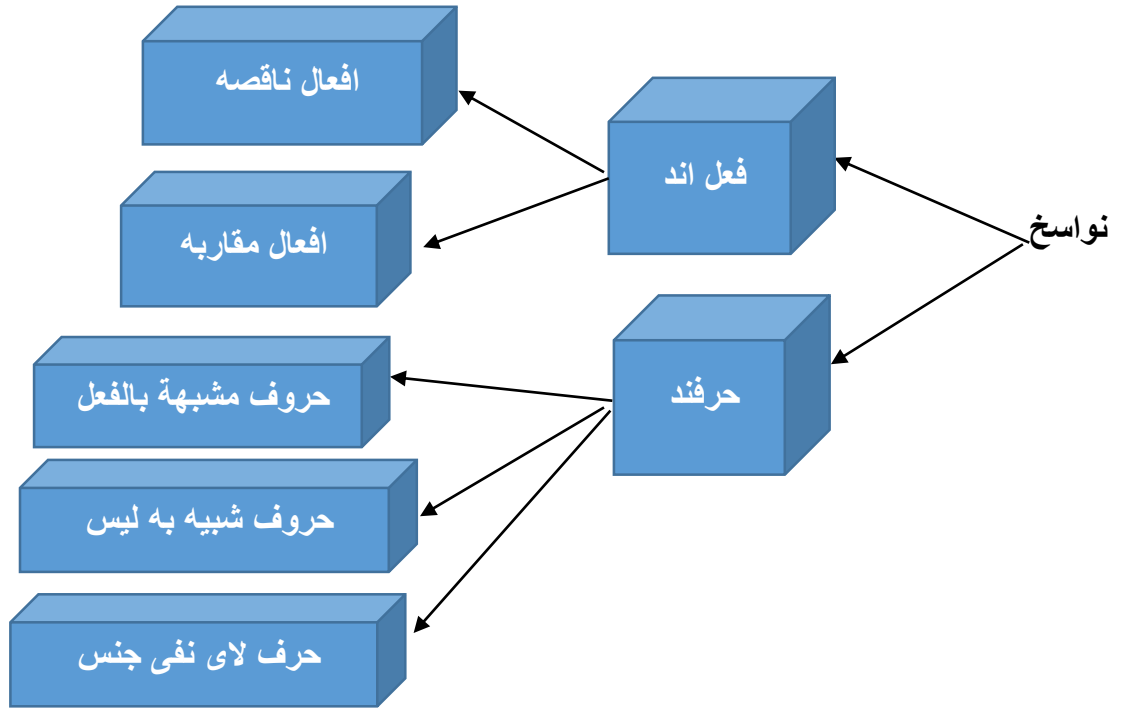 نواسخ
فعل اند
افعال ناقصه
افعال مقاربه
حرفند
حروف مشبهة بالفعل
حروف شبیه به لیس
حرف لای نفی جنس